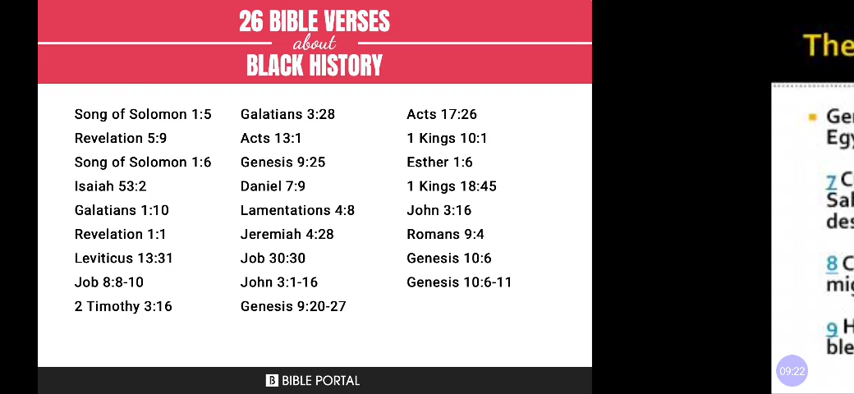 26 BIBLE VERSES
about
BLACK HISTORY
Song of Solomon 1:5
Revelation 5:9
Song of Solomon 1:6
Isaiah 53:2
Galatians 1:10
Revelation 1:1
Leviticus 13:31
Job 8:8-10
2 Timothy 3:16
Galatians 3:28
Acts 13:1
Genesis 9:25
Daniel 7:9
Lamentations 4:8
Jeremiah 4:28
Job 30:30
John 3:1-16
Genesis 9:20-27
Acts 17:26
1 Kings 10:1
Esther 1:6
1 Kings 18:45
John 3:16
Romans 9:4
Genesis 10:6
Genesis 10:6-11
B BIBLE PORTAL
The
7
8
9
09:22